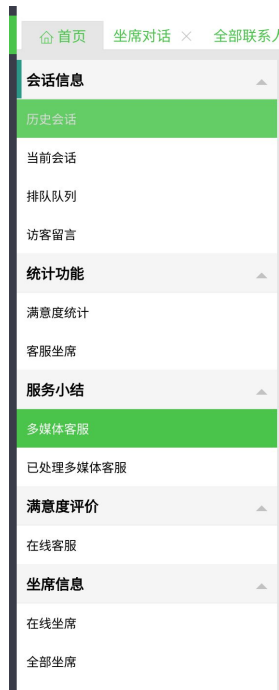 首页 坐席对话 × 全部联系人
会话信息
历史会话
当前会话
排队队列
访客留言
统计功能
满意度统计
客服坐席
服务小结
多媒体客服
已处理多媒体客服
满意度评价
在线客服
坐席信息
在线坐席
全部坐席